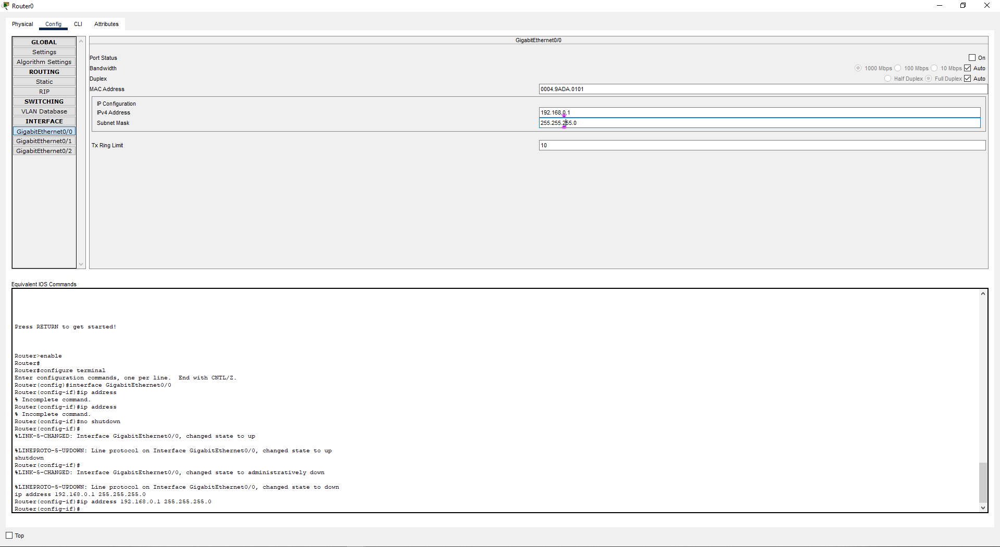 Router0
Physical Config CLI Attributes
GLOBAL
Settings
Algorithm Settings
ROUTING
Static
RIP
SWITCHING
VLAN Database
INTERFACE
GigabitEthernet0/0
GigabitEthernet0/1
GigabitEthernet0/2
GigabitEthernet0/0
Port Status On
Bandwidth 1000 Mbps 100 Mbps 10 Mbps Auto
Duplex Half Duplex Full Duplex Auto
MAC Address 0004.9ADA.0101
IP Configuration
IPv4 Address 192.168.0.1
Subnet Mask 255.255.255.0
Tx Ring Limit 10
Equivalent IOS Commands
Press RETURN to get started!
Router>enable
Router#
Router#configure terminal
Enter configuration commands, one per line.  End with CNTL/Z.
Router(config)#interface GigabitEthernet0/0
Router(config-if)#ip address
% Incomplete command.
Router(config-if)#ip address
% Incomplete command.
Router(config-if)#no shutdown
Router(config-if)#
%LINK-5-CHANGED: Interface GigabitEthernet0/0, changed state to up
%LINEPROTO-5-UPDOWN: Line protocol on Interface GigabitEthernet0/0, changed state to up
shutdown
Router(config-if)#
%LINK-5-CHANGED: Interface GigabitEthernet0/0, changed state to administratively down
%LINEPROTO-5-UPDOWN: Line protocol on Interface GigabitEthernet0/0, changed state to down
ip address 192.168.0.1 255.255.255.0
Router(config-if)#ip address 192.168.0.1 255.255.255.0
Router(config-if)#
Top